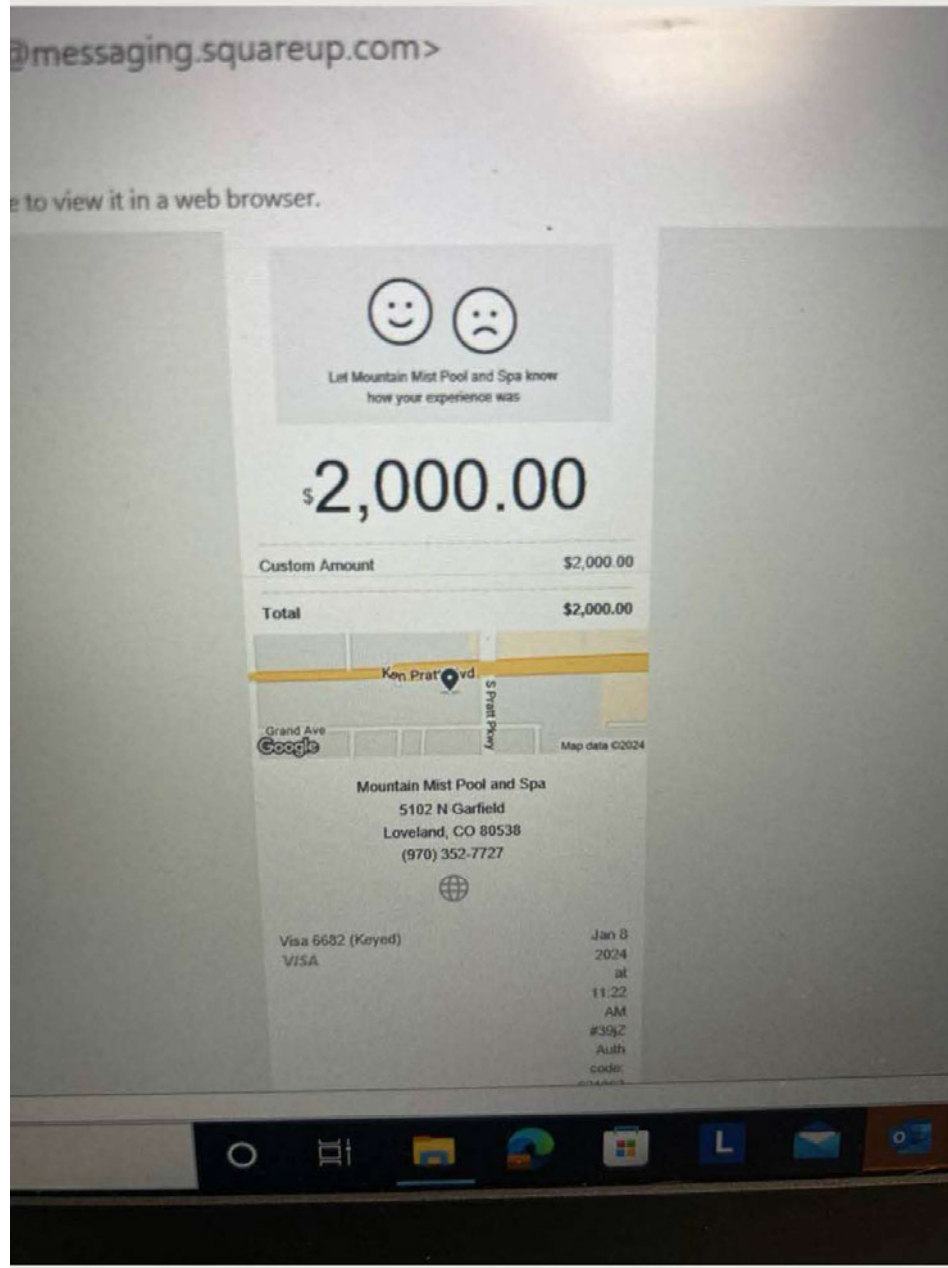 @messaging.squareup.com>
to view it in a web browser.
Let Mountain Mist Pool and Spa know
how your experience was
$2,000.00
Custom Amount $2,000.00
Total $2,000.00
Ken Pratt vd
S Pratt Pkwy
Grand Ave
Google
Map data ©2024
Mountain Mist Pool and Spa
5102 N Garfield
Loveland, CO 80538
(970) 352-7727
Visa 6682 (Keyed)
VISA
Jan 8
2024
at
11:22
AM
#39jZ
Auth
code:
L